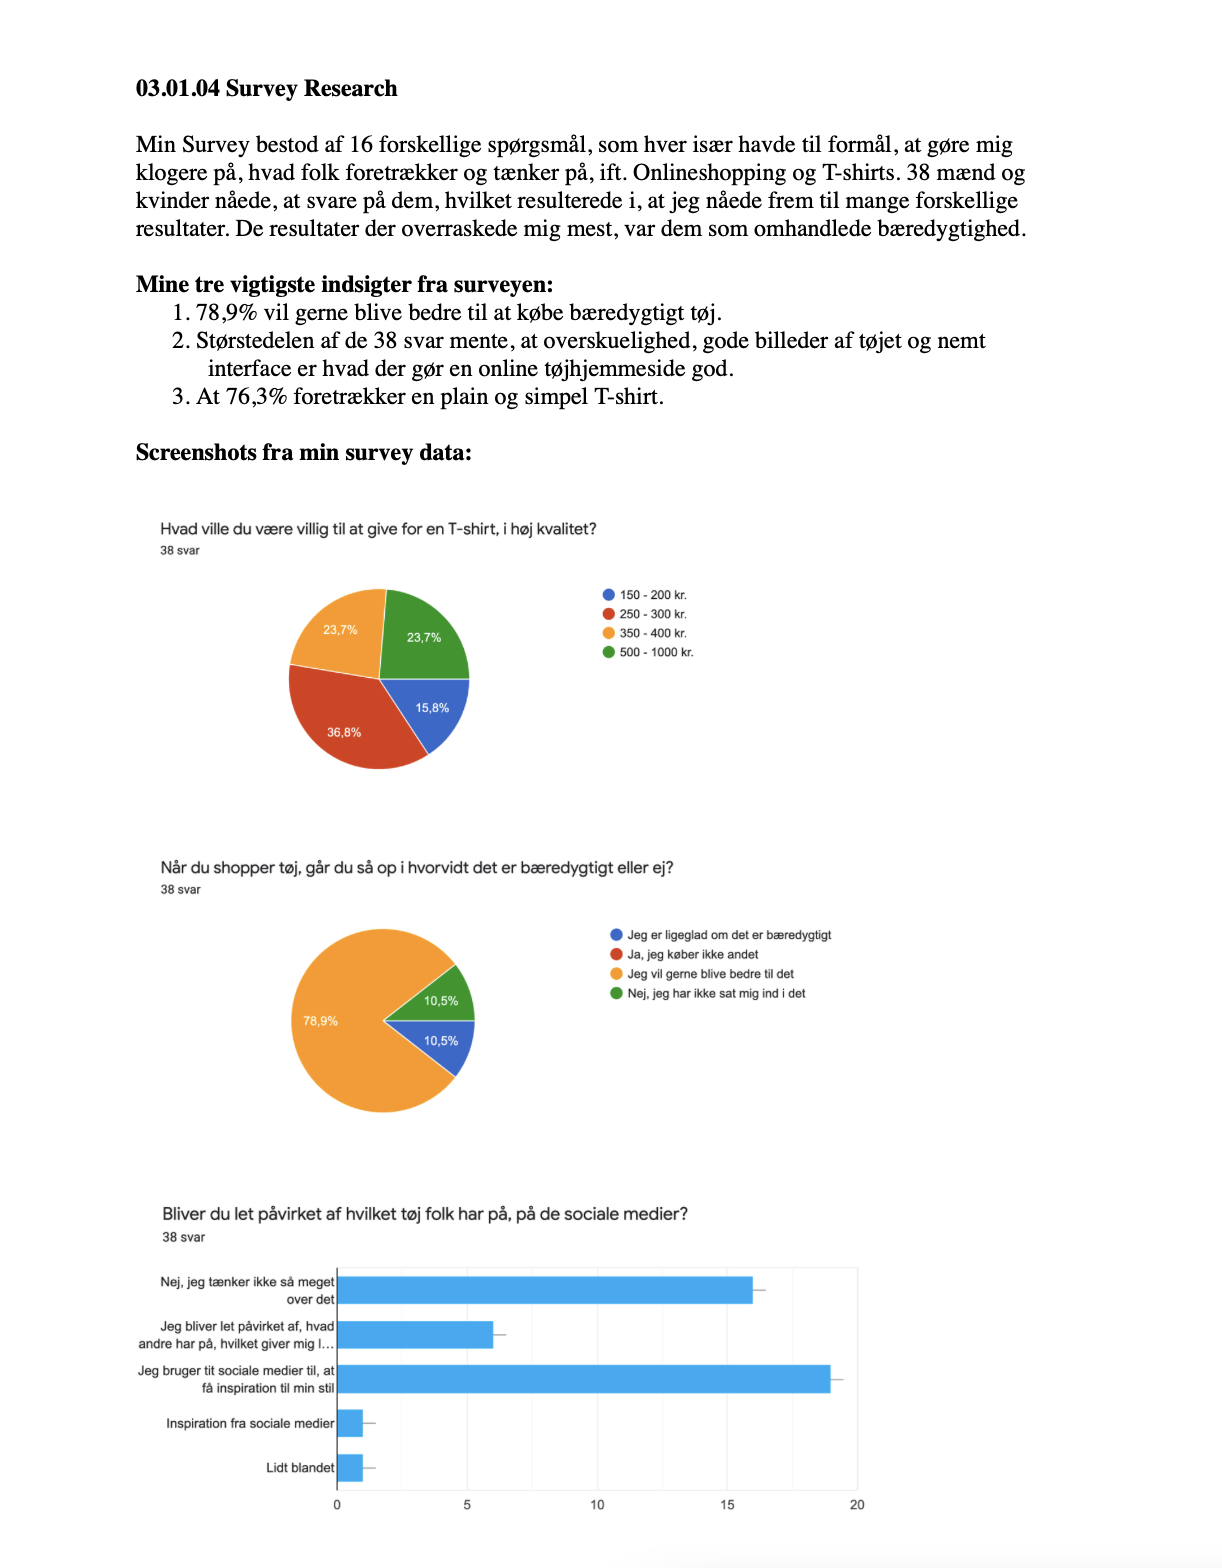 03.01.04 Survey Research
Min Survey bestod af 16 forskellige spørgsmål, som hver især havde til formål, at gøre mig
klogere på, hvad folk foretrækker og tænker på, ift. Onlineshopping og T-shirts. 38 mænd og
kvinder nåede, at svare på dem, hvilket resulterede i, at jeg nåede frem til mange forskellige
resultater. De resultater der overraskede mig mest, var dem som omhandlede bæredygtighed.
Mine tre vigtigste indsigter fra surveyen:
1. 78,9% vil gerne blive bedre til at købe bæredygtigt tøj.
2. Størstedelen af de 38 svar mente, at overskuelighed, gode billeder af tøjet og nemt
interface er hvad der gør en online tøjhjemmeside god.
3. At 76,3% foretrækker en plain og simpel T-shirt.
Screenshots fra min survey data:
Hvad ville du være villig til at give for en T-shirt, i høj kvalitet?
38 svar
23,7%
23,7%
15,8%
36,8%
150 - 200 kr.
250 - 300 kr.
350 - 400 kr.
500 - 1000 kr.
Når du shopper tøj, går du så op i hvorvidt det er bæredygtigt eller ej?
38 svar
78,9%
10,5%
10,5%
Jeg er ligeglad om det er bæredygtigt
Ja, jeg køber ikke andet
Jeg vil gerne blive bedre til det
Nej, jeg har ikke sat mig ind i det
Bliver du let påvirket af hvilket tøj folk har på, på de sociale medier?
38 svar
Nej, jeg tænker ikke så meget
over det
Jeg bliver let påvirket af, hvad
andre har på, hvilket giver mig l...
Jeg bruger tit sociale medier til, at
få inspiration til min stil
Inspiration fra sociale medier
Lidt blandet
0 5 10 15 20